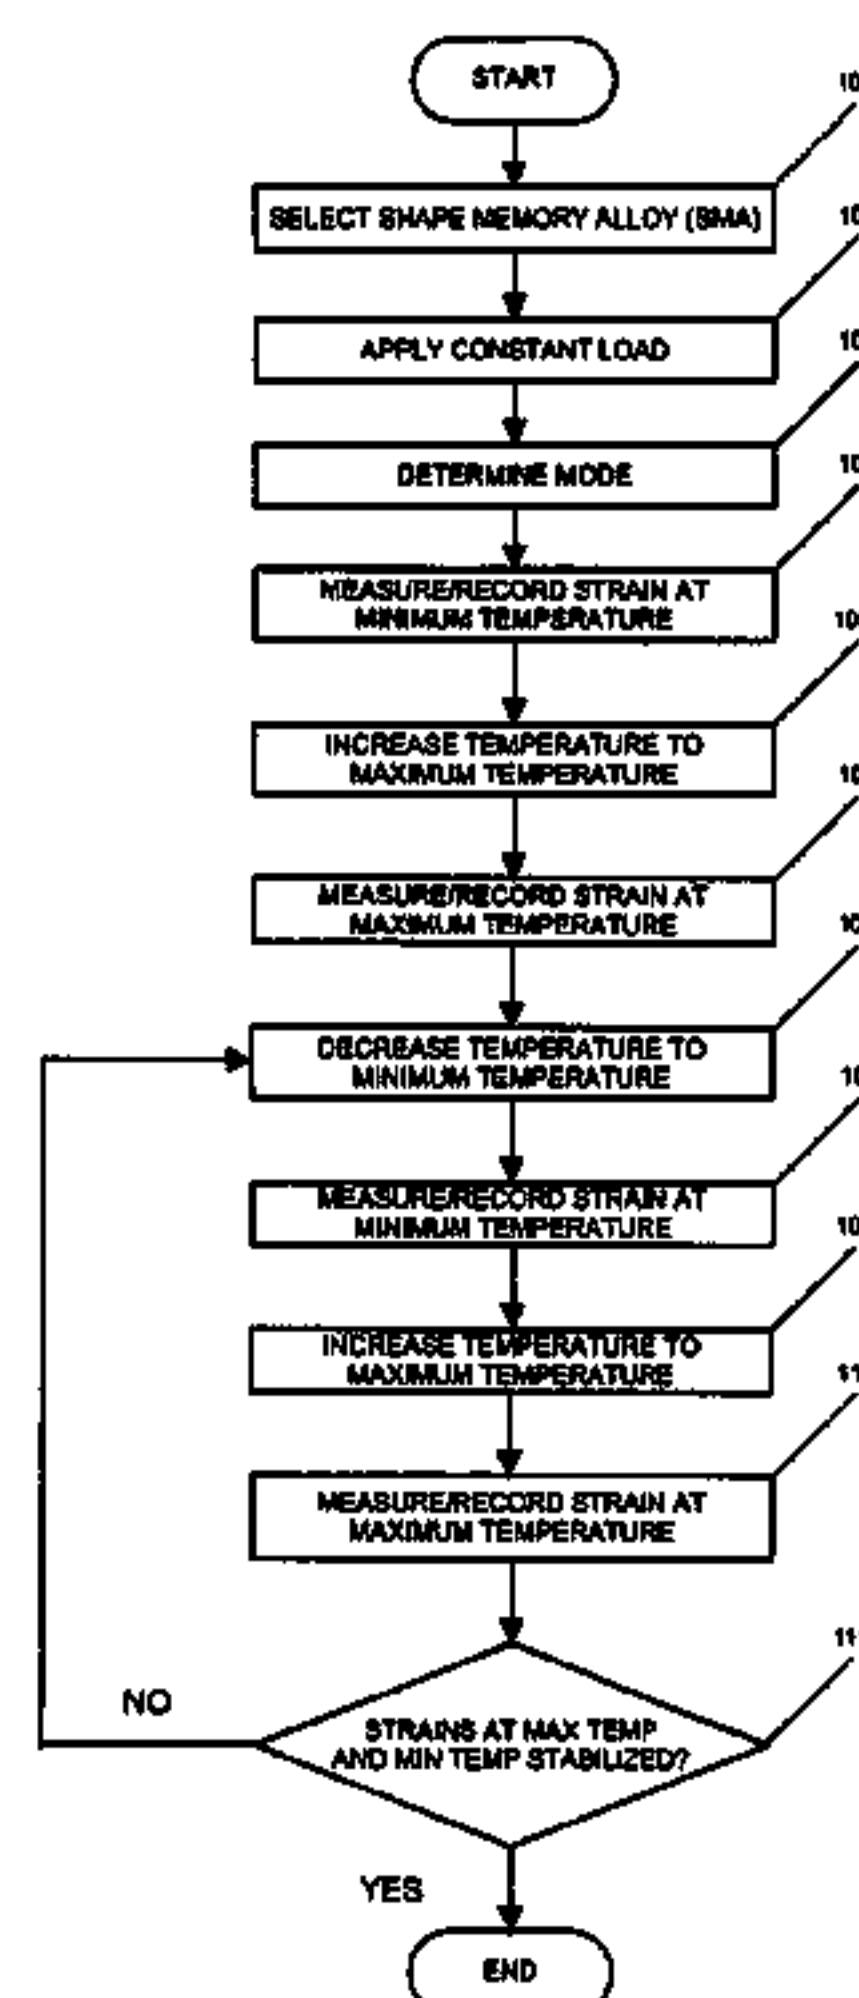 START
SELECT SHAPE MEMORY ALLOY (SMA)
APPLY CONSTANT LOAD
DETERMINE MODE
MEASURE/RECORD STRAIN AT
MINIMUM TEMPERATURE
INCREASE TEMPERATURE TO
MAXIMUM TEMPERATURE
MEASURE/RECORD STRAIN AT
MAXIMUM TEMPERATURE
DECREASE TEMPERATURE TO
MINIMUM TEMPERATURE
MEASURE/RECORD STRAIN AT
MINIMUM TEMPERATURE
INCREASE TEMPERATURE TO
MAXIMUM TEMPERATURE
MEASURE/RECORD STRAIN AT
MAXIMUM TEMPERATURE
NO
STRAINS AT MAX TEMP
AND MIN TEMP STABILIZED?
YES
END